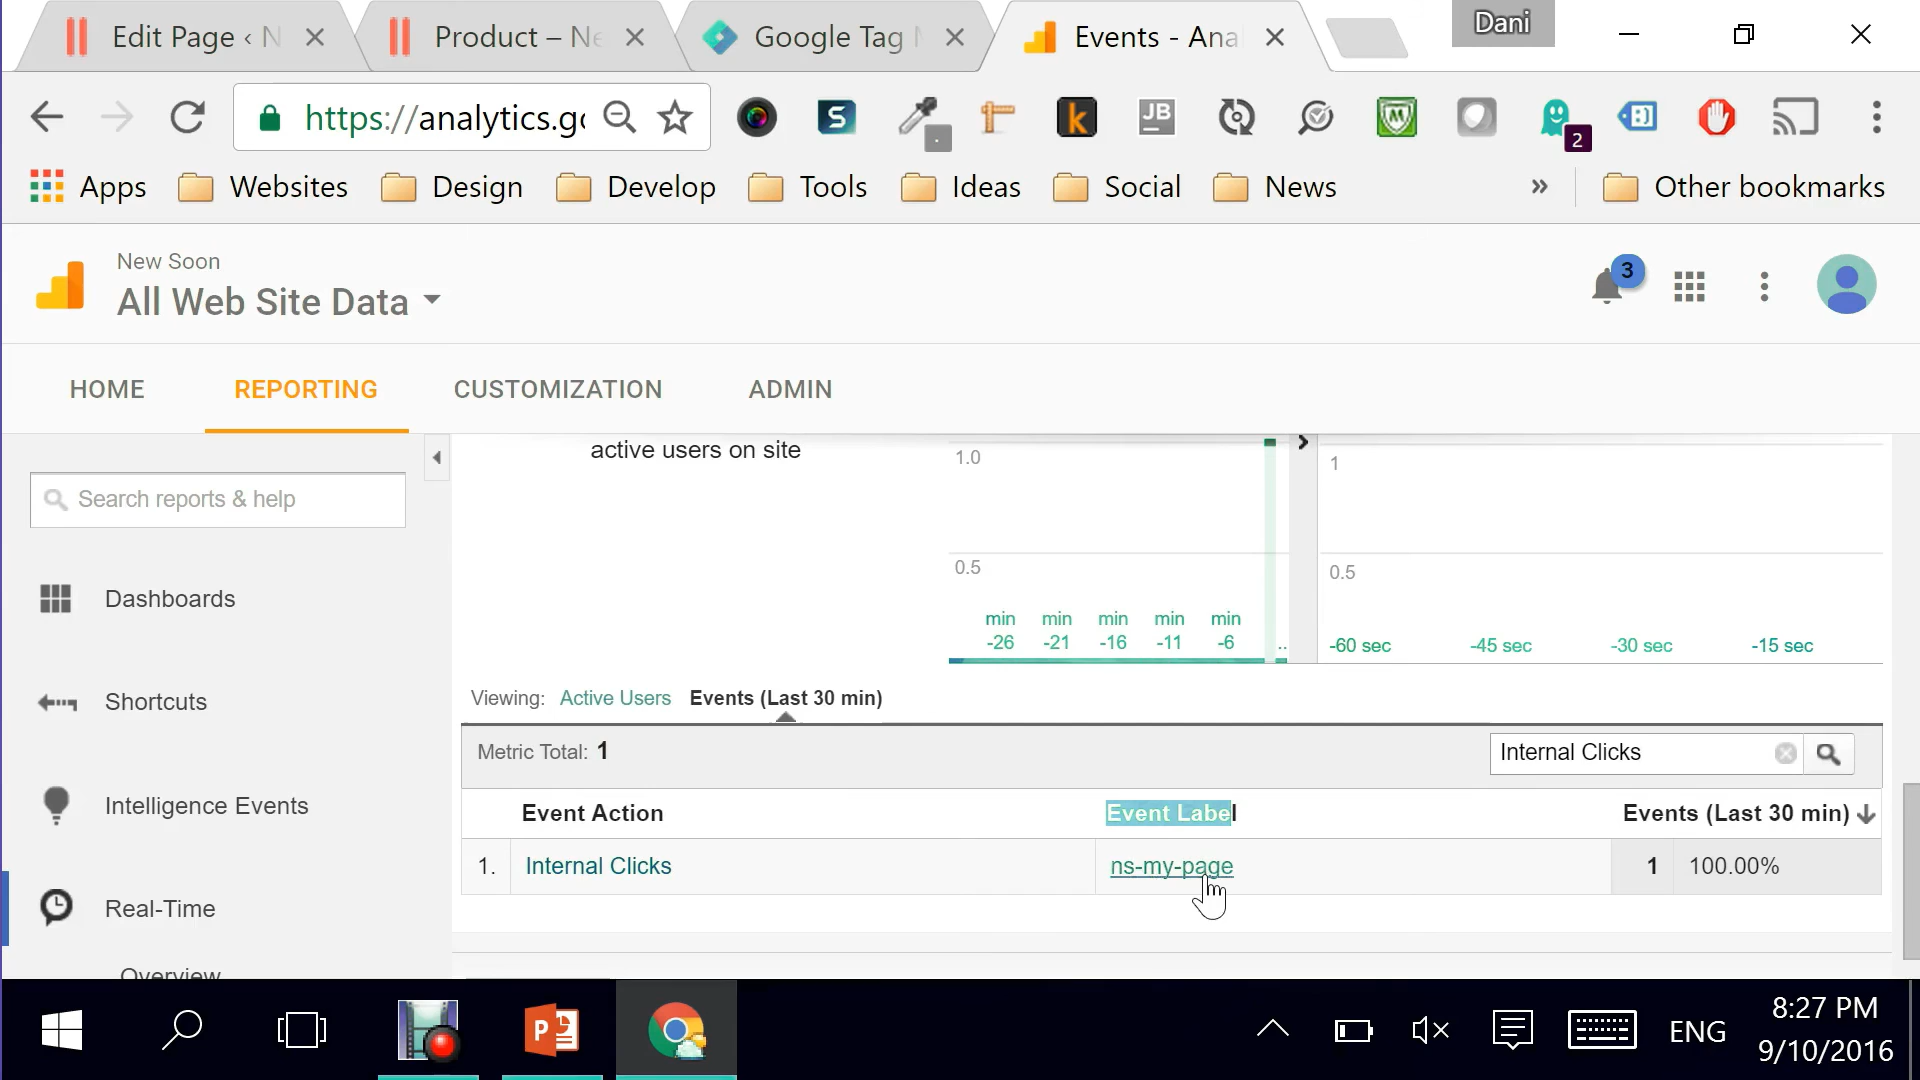 Edit Page ‹ N
Product – Ne
Google Tag M
Events - Ana
Dani
https://analytics.go
S
k
JB
M
2
Apps
Websites
Design
Develop
Tools
Ideas
Social
News
»
Other bookmarks
New Soon
All Web Site Data
3
HOME
REPORTING
CUSTOMIZATION
ADMIN
Search reports & help
Dashboards
Shortcuts
Intelligence Events
Real-Time
Overview
active users on site
1.0
0.5
min -26
min -21
min -16
min -11
min -6
..
1
0.5
-60 sec
-45 sec
-30 sec
-15 sec
Viewing: Active Users Events (Last 30 min)
Metric Total: 1
Internal Clicks
Event Action Event Label Events (Last 30 min)
1. Internal Clicks ns-my-page 1 100.00%
P
ENG
8:27 PM
9/10/2016